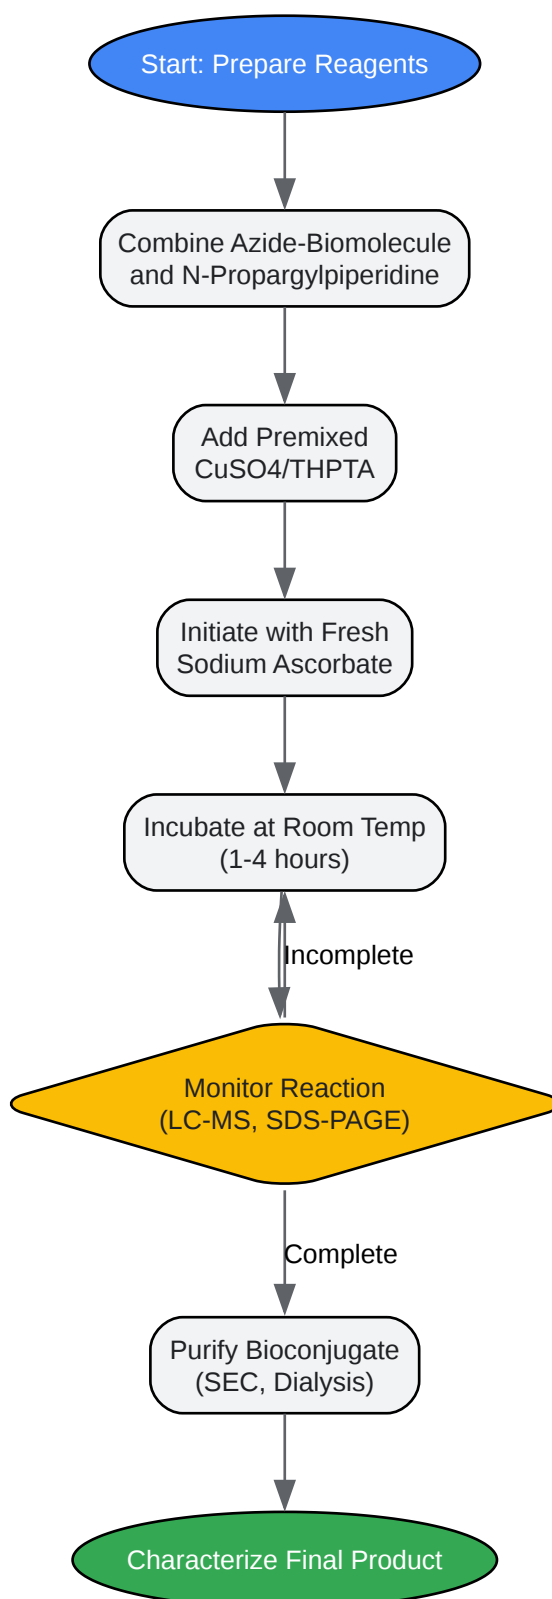 Start: Prepare Reagents
Combine Azide-Biomolecule
and N-Propargylpiperidine
Add Premixed
CuSO4/THPTA
Initiate with Fresh
Sodium Ascorbate
Incubate at Room Temp
(1-4 hours)
Incomplete
Monitor Reaction
(LC-MS, SDS-PAGE)
Complete
Purify Bioconjugate
(SEC, Dialysis)
Characterize Final Product